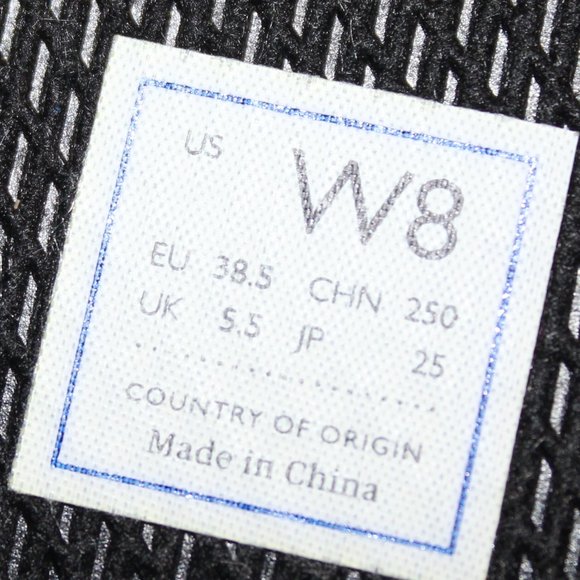 US W8
EU 38.5 CHN 250
UK 5.5 JP 25
COUNTRY OF ORIGIN
Made in China